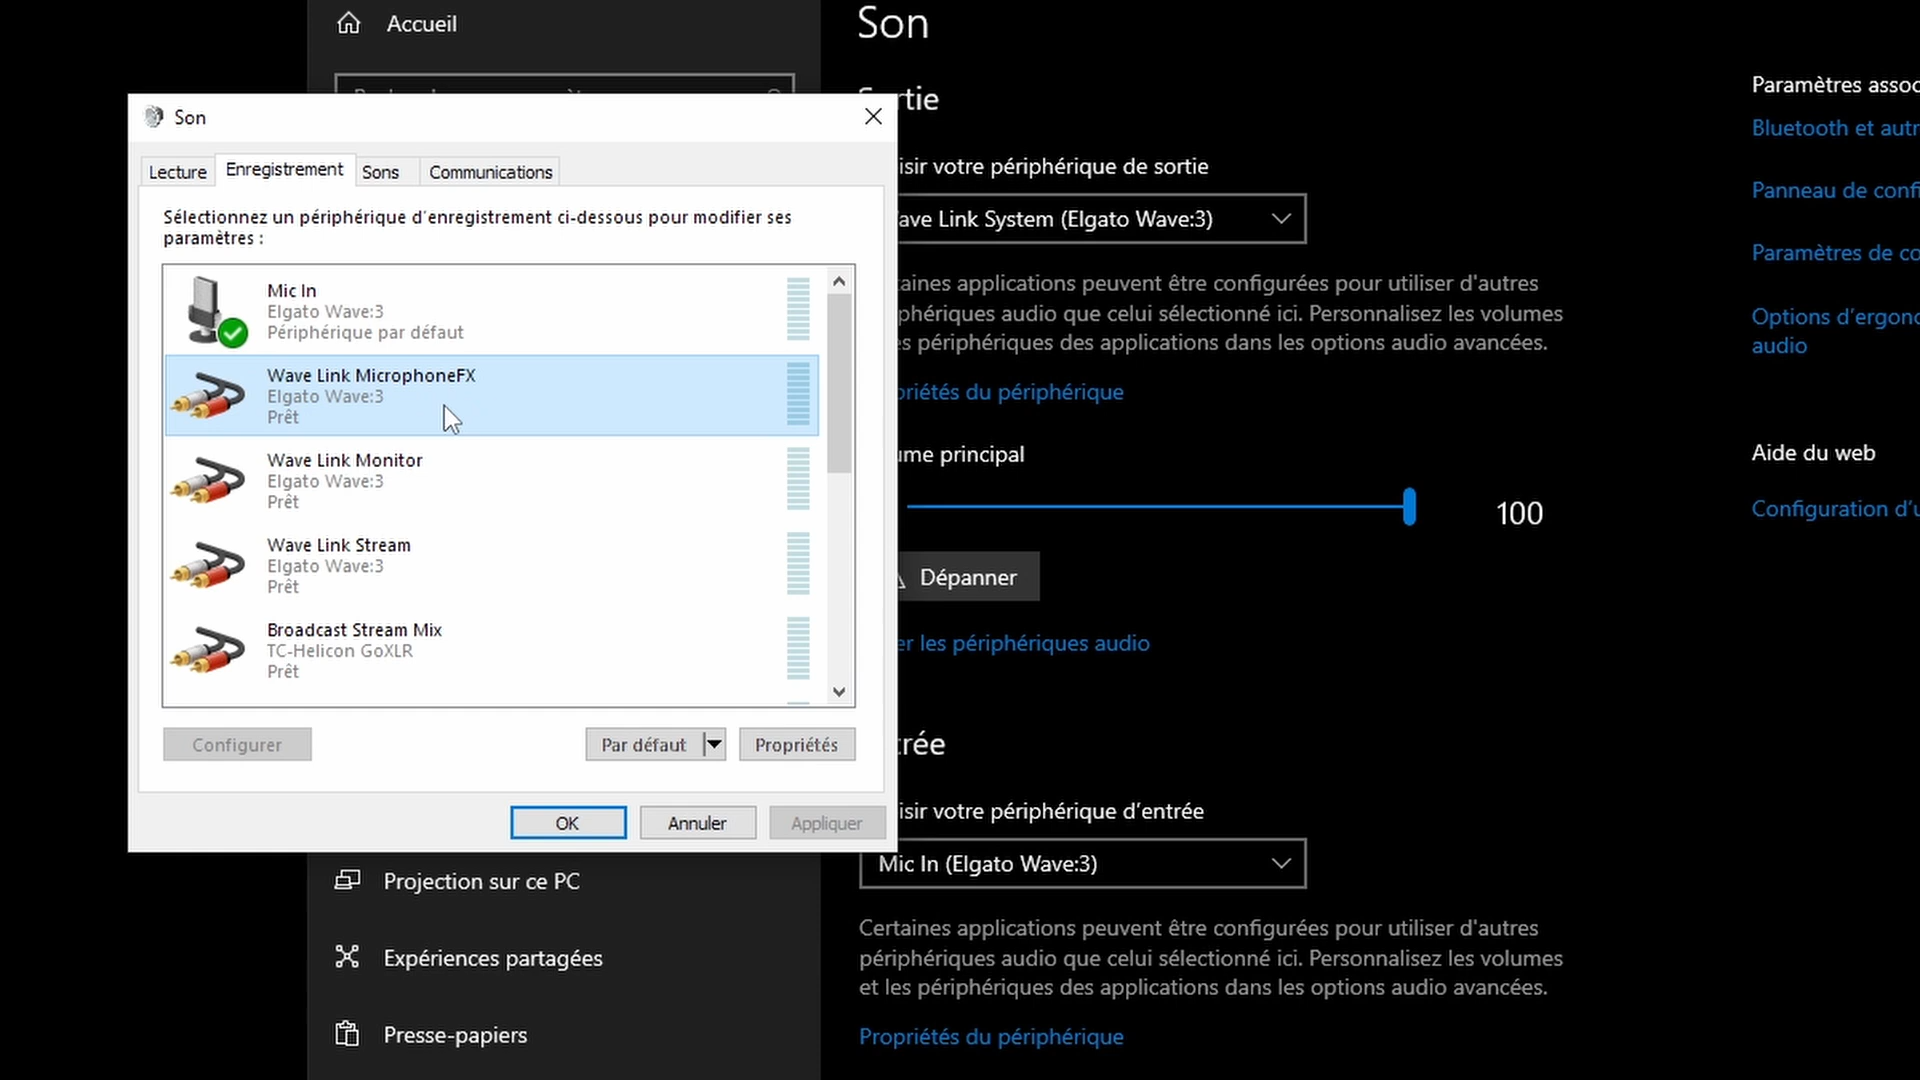 Accueil
Son
Sortie
Paramètres assoc
Bluetooth et autr
Panneau de confi
Paramètres de co
Options d'ergono
audio
Aide du web
Configuration d'u
Son
Lecture
Enregistrement
Sons
Communications
Sélectionnez un périphérique d'enregistrement ci-dessous pour modifier ses
paramètres :
Mic In
Elgato Wave:3
Périphérique par défaut
Wave Link MicrophoneFX
Elgato Wave:3
Prêt
Wave Link Monitor
Elgato Wave:3
Prêt
Wave Link Stream
Elgato Wave:3
Prêt
Broadcast Stream Mix
TC-Helicon GoXLR
Prêt
Configurer
Par défaut
Propriétés
OK
Annuler
Appliquer
isir votre périphérique de sortie
ave Link System (Elgato Wave:3)
taines applications peuvent être configurées pour utiliser d'autres
phériques audio que celui sélectionné ici. Personnalisez les volumes
es périphériques des applications dans les options audio avancées.
priétés du périphérique
ume principal
100
Dépanner
er les périphériques audio
trée
isir votre périphérique d'entrée
Mic In (Elgato Wave:3)
Certaines applications peuvent être configurées pour utiliser d'autres
périphériques audio que celui sélectionné ici. Personnalisez les volumes
et les périphériques des applications dans les options audio avancées.
Propriétés du périphérique
Projection sur ce PC
Expériences partagées
Presse-papiers